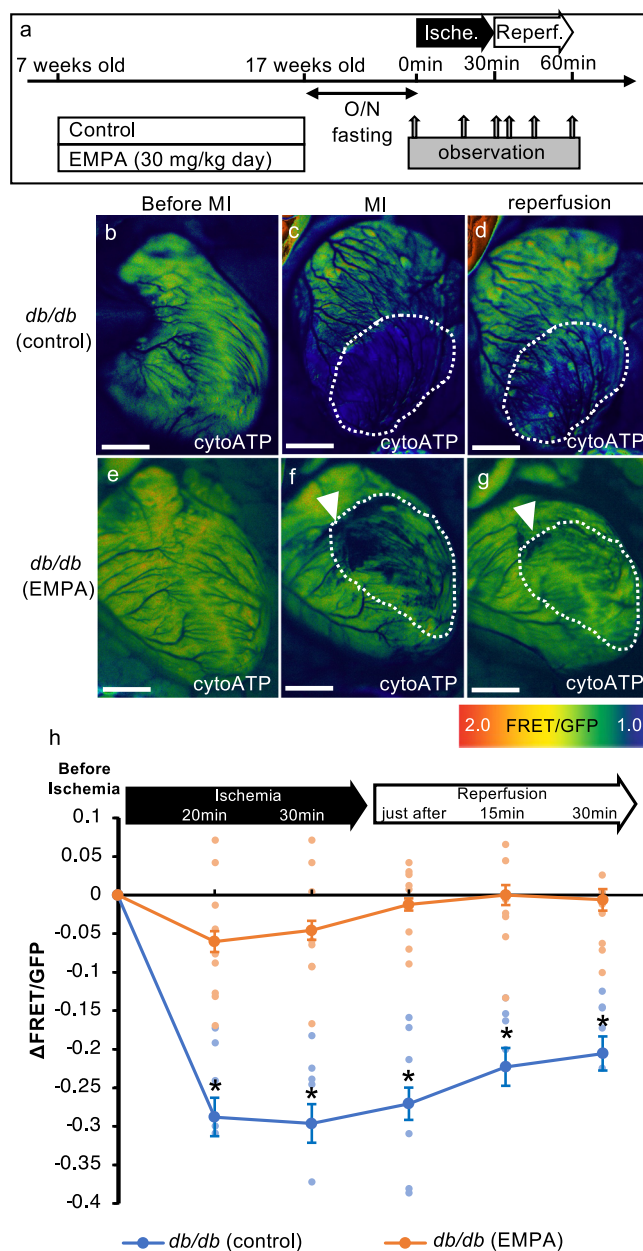 a
Ische.
Reperf.
7 weeks old
17 weeks old
0min
30min
60min
O/N
fasting
Control
EMPA (30 mg/kg day)
observation
Before MI
MI
reperfusion
b
c
d
db/db
(control)
cytoATP
cytoATP
cytoATP
e
f
g
db/db
(EMPA)
cytoATP
cytoATP
cytoATP
2.0 FRET/GFP 1.0
h
Before
Ischemia
Ischemia
20min 30min
Reperfusion
just after 15min 30min
0.1
0.05
0
-0.05
-0.1
-0.15
-0.2
-0.25
-0.3
-0.35
-0.4
ΔFRET/GFP
* * * * *
db/db (control)
db/db (EMPA)